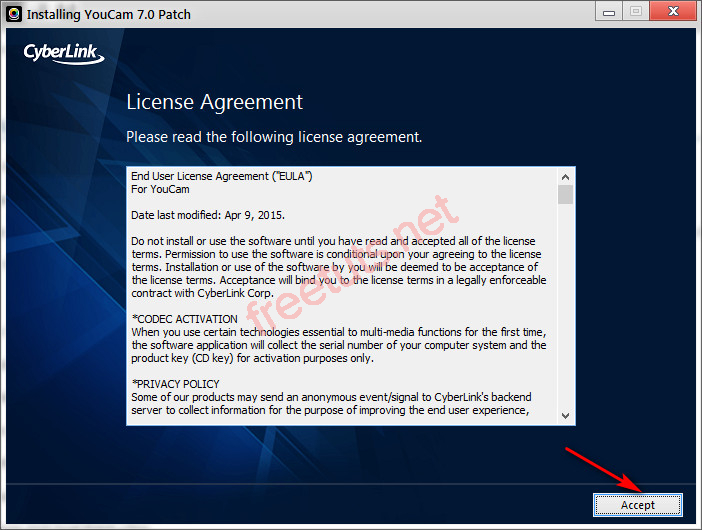 Installing YouCam 7.0 Patch
CyberLink
License Agreement
Please read the following license agreement.
End User License Agreement ("EULA")
For YouCam
Date last modified: Apr 9, 2015.
Do not install or use the software until you have read and accepted all of the license
terms. Permission to use the software is conditional upon your agreeing to the license
terms. Installation or use of the software by you will be deemed to be acceptance of
the license terms. Acceptance will bind you to the license terms in a legally enforceable
contract with CyberLink Corp.
*CODEC ACTIVATION
When you use certain technologies essential to multi-media functions for the first time,
the software application will collect the serial number of your computer system and the
product key (CD key) for activation purposes only.
*PRIVACY POLICY
Some of our products may send an anonymous event/signal to CyberLink's backend
server to collect information for the purpose of improving the end user experience,
freetuts.net
Accept